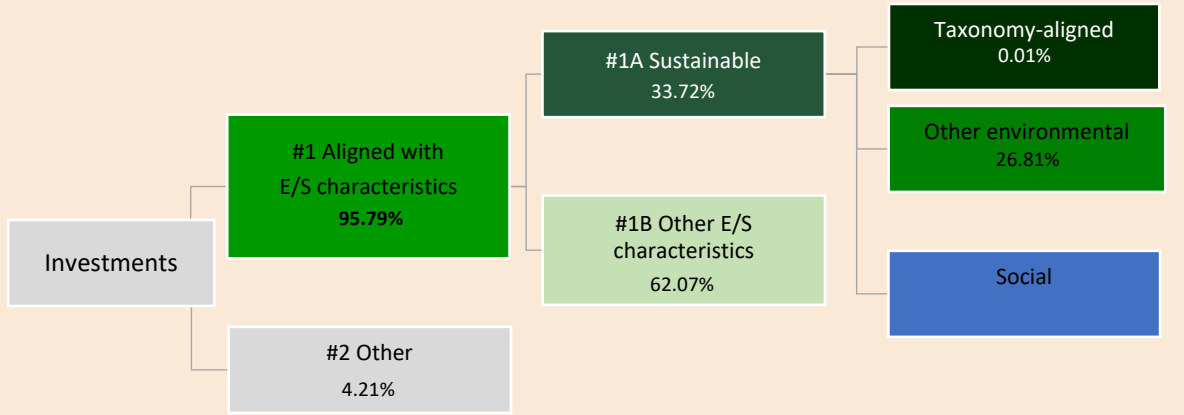 Investments
#1 Aligned with
E/S characteristics
95.79%
#2 Other
4.21%
#1A Sustainable
33.72%
#1B Other E/S
characteristics
62.07%
Taxonomy-aligned
0.01%
Other environmental
26.81%
Social